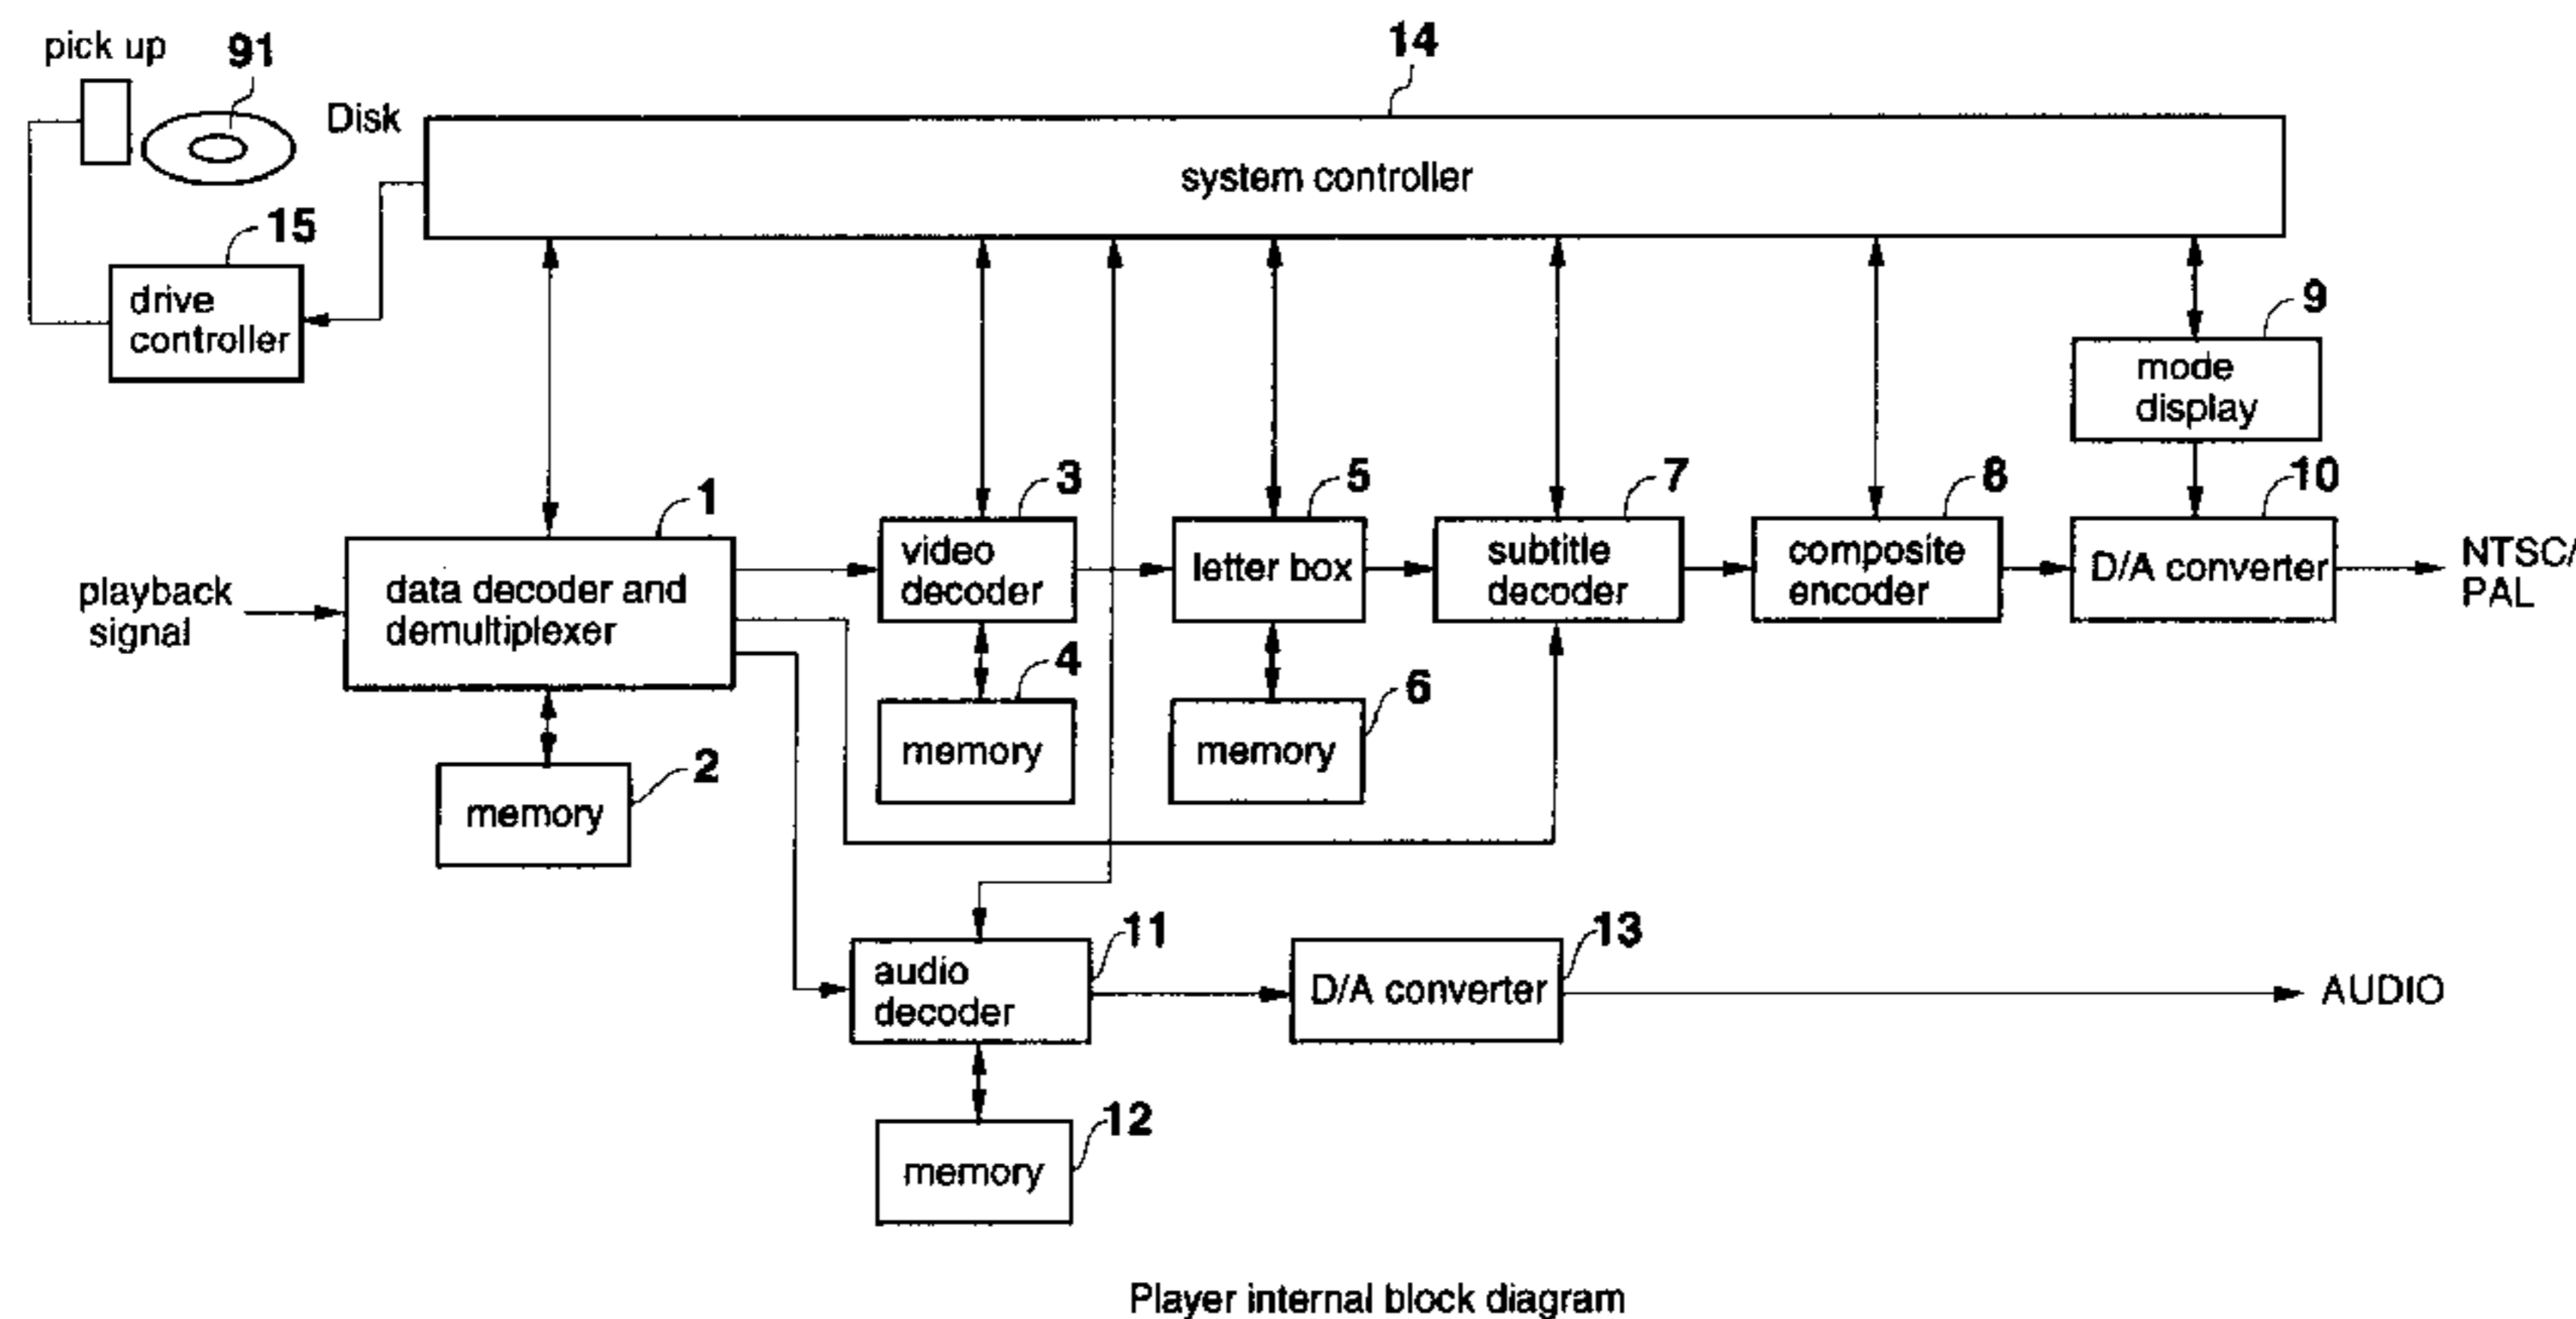 pick up
91
14
Disk
system controller
15
drive
controller
9
mode
display
1
3
5
7
8
10
playback
signal
data decoder and
demultiplexer
video
decoder
letter box
subtitle
decoder
composite
encoder
D/A converter
NTSC/
PAL
4
6
2
memory
memory
memory
11
13
audio
decoder
D/A converter
AUDIO
12
memory
Player internal block diagram